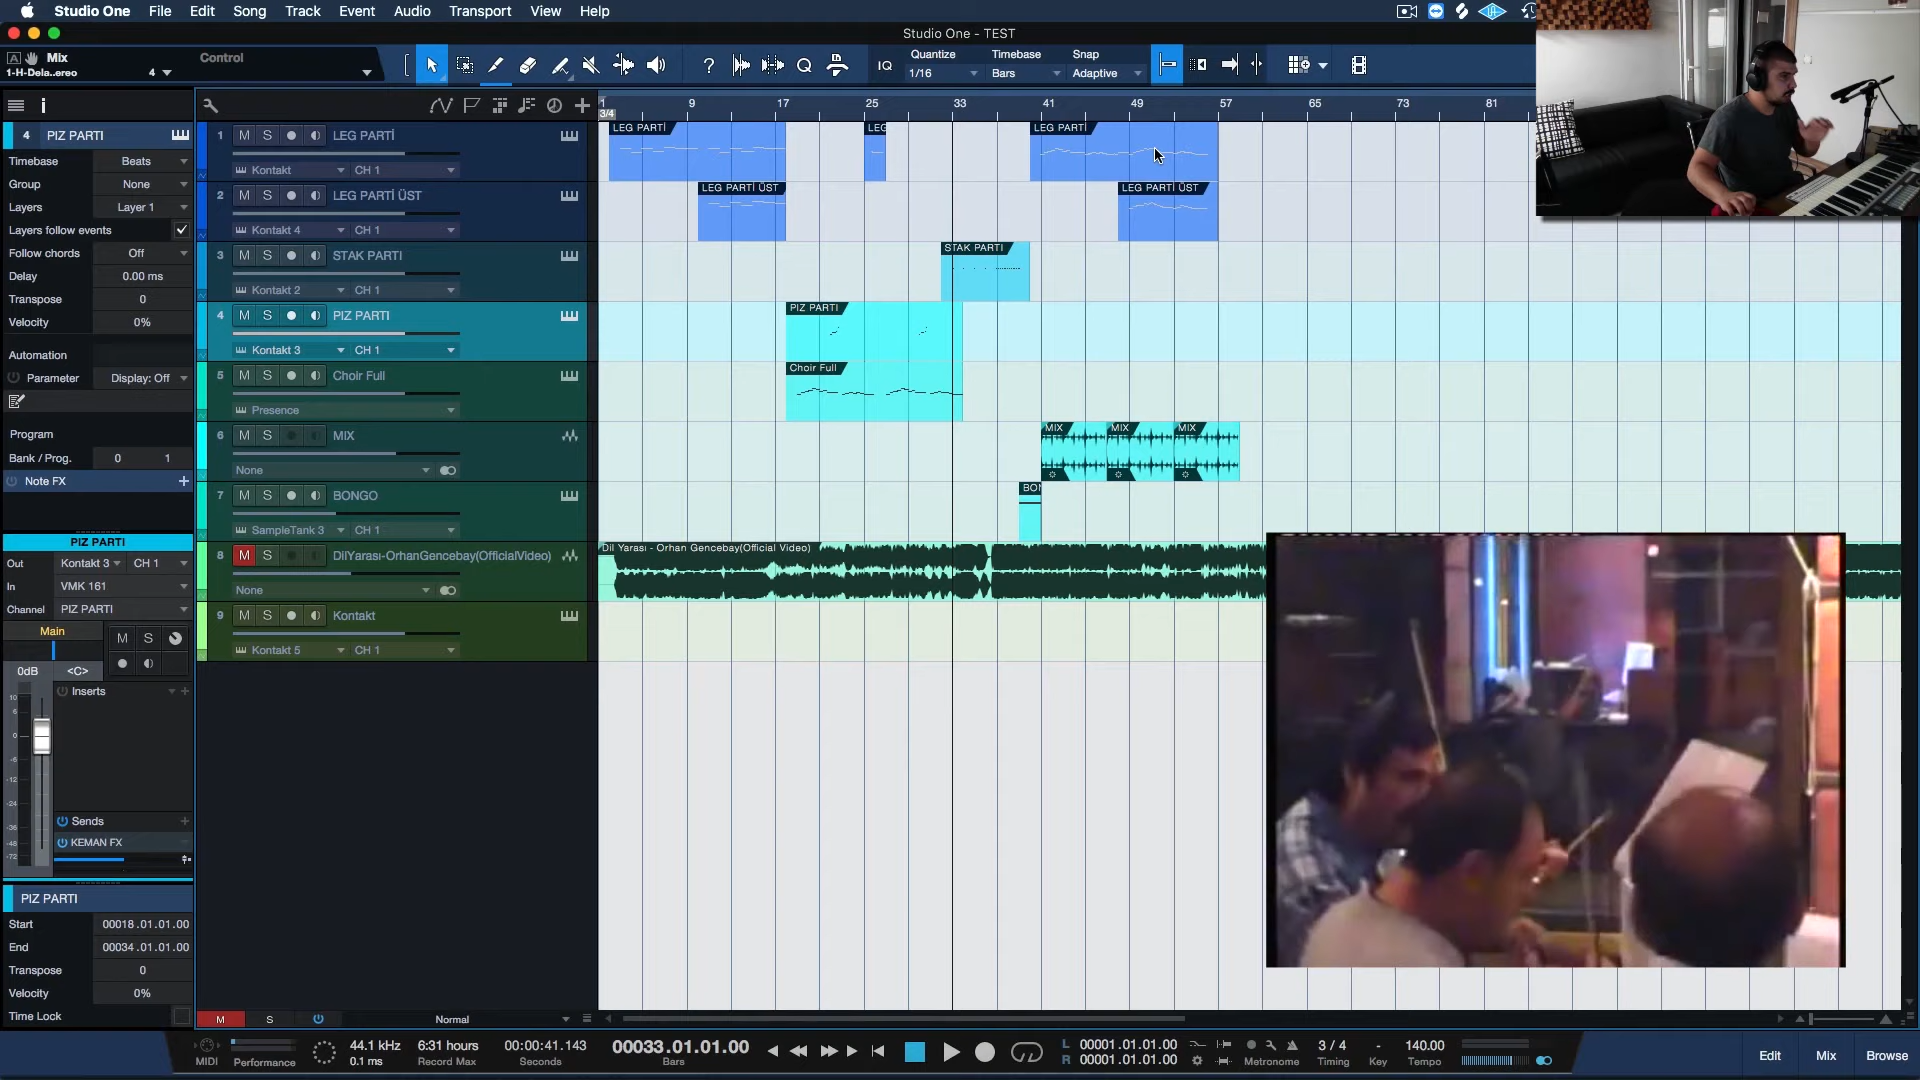 Studio One File Edit Song Track Event Audio Transport View Help
Studio One - TEST
A Mix Control
1-H-Dela..ereo 4
IQ Quantize 1/16 Timebase Bars Snap Adaptive
1 9 17 25 33 41 49 57 65 73 81
3/4
4 PIZ PARTI
Timebase Beats
Group None
Layers Layer 1
Layers follow events
Follow chords Off
Delay 0.00 ms
Transpose 0
Velocity 0%
Automation
Parameter Display: Off
Program
Bank / Prog. 0 1
Note FX
PIZ PARTI
Out Kontakt 3 CH 1
In VMK 161
Channel PIZ PARTI
Main M S
0dB <C>
Inserts
10
6
0
-6
-12
-24
-36
-48
-72
Sends
KEMAN FX
PIZ PARTI
Start 00018.01.01.00
End 00034.01.01.00
Transpose 0
Velocity 0%
Time Lock
1 M S LEG PARTİ
Kontakt CH 1
2 M S LEG PARTİ ÜST
Kontakt 4 CH 1
3 M S STAK PARTI
Kontakt 2 CH 1
4 M S PIZ PARTI
Kontakt 3 CH 1
5 M S Choir Full
Presence
6 M S MIX
None
7 M S BONGO
SampleTank 3 CH 1
8 M S DilYarası-OrhanGencebay(OfficialVideo)
None
9 M S Kontakt
Kontakt 5 CH 1
LEG PARTİ LEG LEG PARTİ
LEG PARTİ ÜST LEG PARTİ ÜST
STAK PARTI
PIZ PARTI
Choir Full
MIX MIX MIX
BON
Dil Yarası - Orhan Gencebay(Official Video)
M S Normal
MIDI Performance
44.1 kHz
0.1 ms
6:31 hours
Record Max
00:00:41.143
Seconds
00033.01.01.00
Bars
L 00001.01.01.00
R 00001.01.01.00
Metronome
3 / 4
Timing
-
Key
140.00
Tempo
Edit Mix Browse